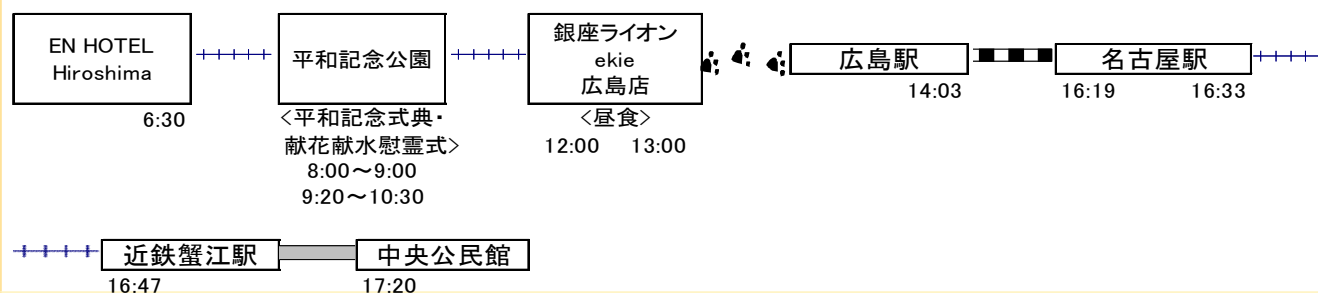 EN HOTEL
Hiroshima
6:30
平和記念公園
<平和記念式典・
献花献水慰霊式>
8:00～9:00
9:20～10:30
銀座ライオン
ekie
広島店
<昼食>
12:00 13:00
広島駅
14:03
名古屋駅
16:19 16:33
近鉄蟹江駅
16:47
中央公民館
17:20